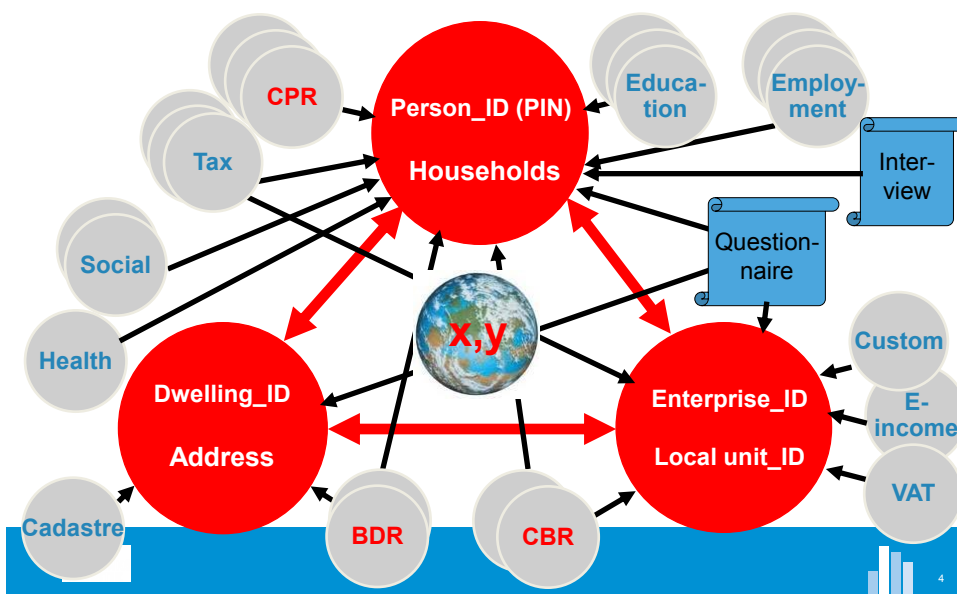 CPR
Educa-
tion
Employ-
ment
Person_ID (PIN)
Households
Tax
Inter-
view
Question-
naire
Social
x,y
Health
Custom
Dwelling_ID
Address
Enterprise_ID
Local unit_ID
E-
income
VAT
Cadastre
BDR
CBR
4